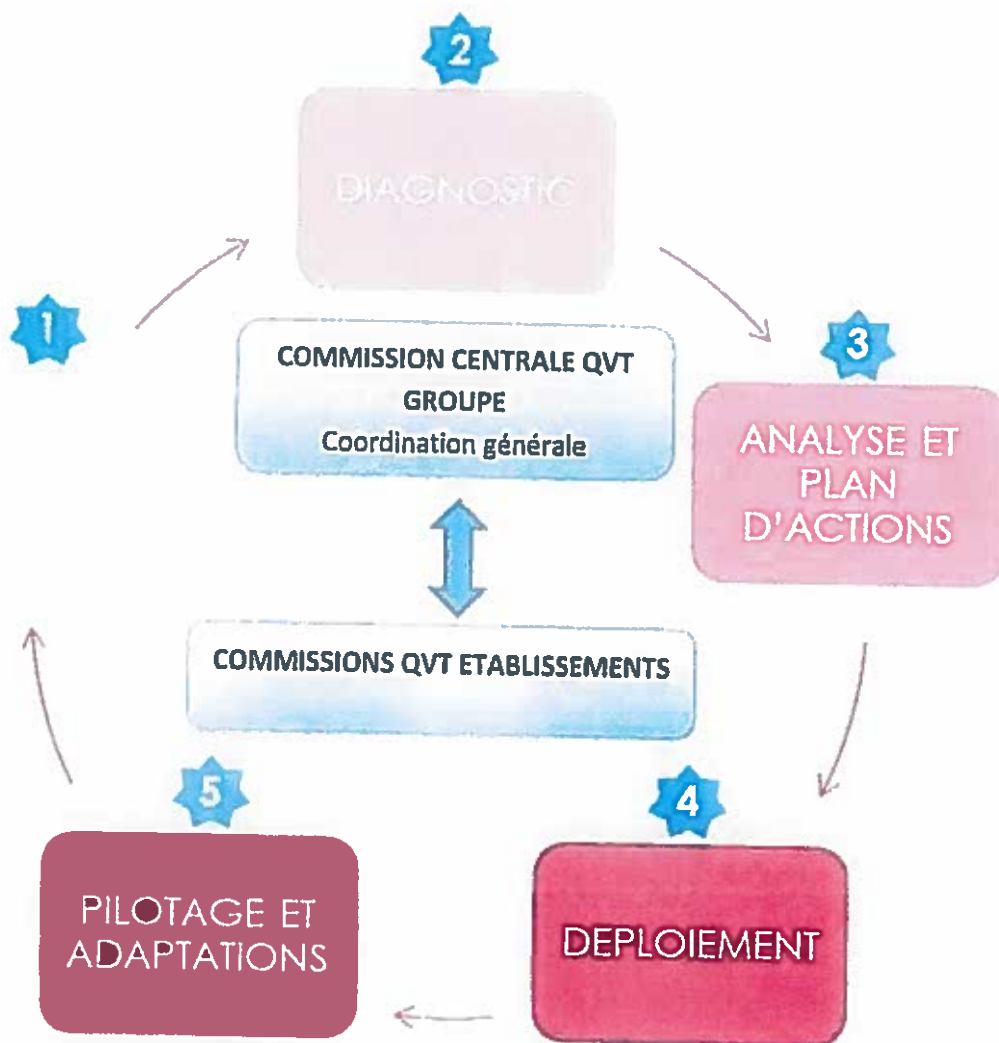 2
DIAGNOSTIC
1
3
COMMISSION CENTRALE QVT
GROUPE
Coordination générale
ANALYSE ET
PLAN
D'ACTIONS
COMMISSIONS QVT ETABLISSEMENTS
5
4
PILOTAGE ET
ADAPTATIONS
DEPLOIEMENT